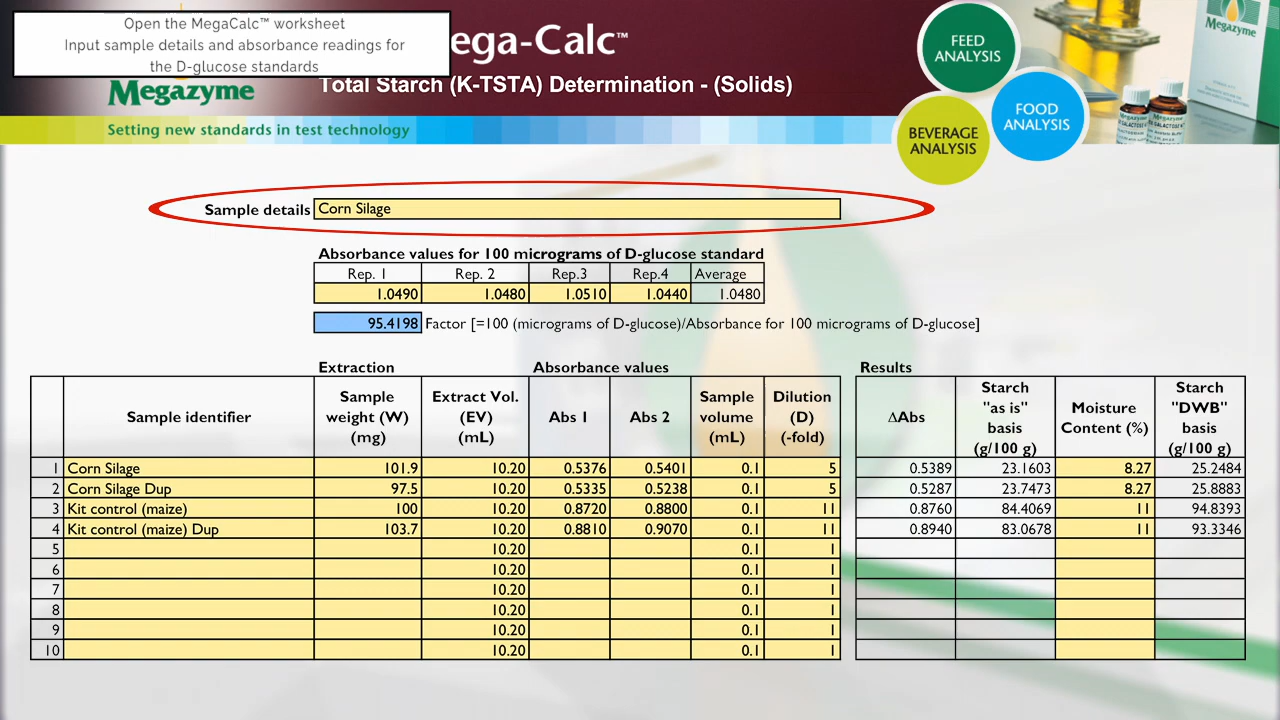 Open the MegaCalc™ worksheet
Input sample details and aborbance readings for
the D-glucose standards
ega-Calc™
Total Starch (K-TSTA) Determination - (Solids)
Megazyme
Setting new standards in test technology
FEED
ANALYSIS
FOOD
ANALYSIS
BEVERAGE
ANALYSIS
Megazyme
Sample details Corn Silage
Absorbance values for 100 micrograms of D-glucose standard
Rep. 1 Rep. 2 Rep.3 Rep.4 Average
1.0490 1.0480 1.0510 1.0440 1.0480
95.4198 Factor [=100 (micrograms of D-glucose)/Absorbance for 100 micrograms of D-glucose]
Extraction Absorbance values Results
Sample identifier Sample weight (W) (mg) Extract Vol. (EV) (mL) Abs 1 Abs 2 Sample volume (mL) Dilution (D) (-fold) ΔAbs Starch "as is" basis (g/100 g) Moisture Content (%) Starch "DWB" basis (g/100 g)
1 Corn Silage 101.9 10.20 0.5376 0.5401 0.1 5 0.5389 23.1603 8.27 25.2484
2 Corn Silage Dup 97.5 10.20 0.5335 0.5238 0.1 5 0.5287 23.7473 8.27 25.8883
3 Kit control (maize) 100 10.20 0.8720 0.8800 0.1 11 0.8760 84.4069 11 94.8393
4 Kit control (maize) Dup 103.7 10.20 0.8810 0.9070 0.1 11 0.8940 83.0678 11 93.3346
5 10.20 0.1 1
6 10.20 0.1 1
7 10.20 0.1 1
8 10.20 0.1 1
9 10.20 0.1 1
10 10.20 0.1 1